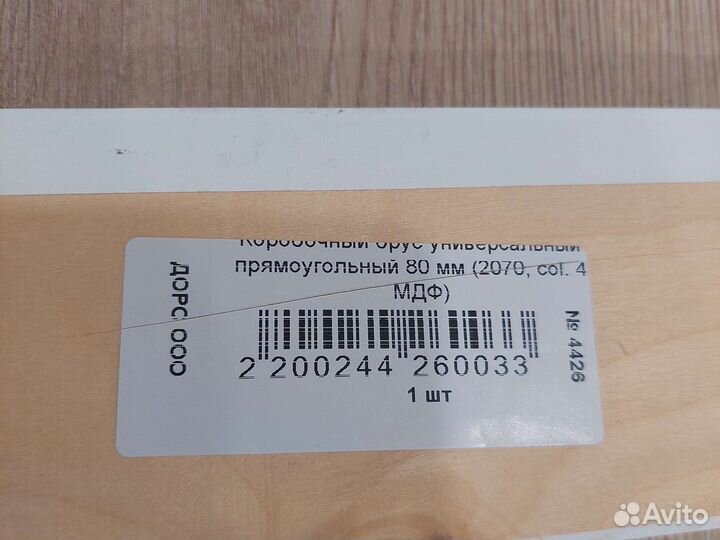 Коробочный брус универсальный
прямоугольный 80 мм (2070, col. 4
МДФ)
ДОРС ООО
№ 4426
2 200244 260033
1 шт
Avito